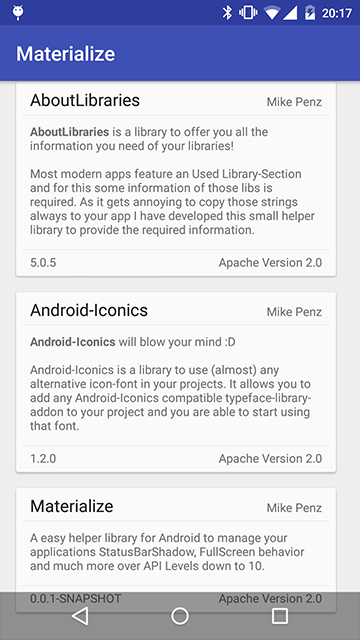 20:17
Materialize
AboutLibraries Mike Penz
AboutLibraries is a library to offer you all the
information you need of your libraries!
Most modern apps feature an Used Library-Section
and for this some information of those libs is
required. As it gets annoying to copy those strings
always to your app I have developed this small helper
library to provide the required information.
5.0.5 Apache Version 2.0
Android-Iconics Mike Penz
Android-Iconics will blow your mind :D
Android-Iconics is a library to use (almost) any
alternative icon-font in your projects. It allows you to
add any Android-Iconics compatible typeface-library-
addon to your project and you are able to start using
that font.
1.2.0 Apache Version 2.0
Materialize Mike Penz
A easy helper library for Android to manage your
applications StatusBarShadow, FullScreen behavior
and much more over API Levels down to 10.
0.0.1-SNAPSHOT Apache Version 2.0